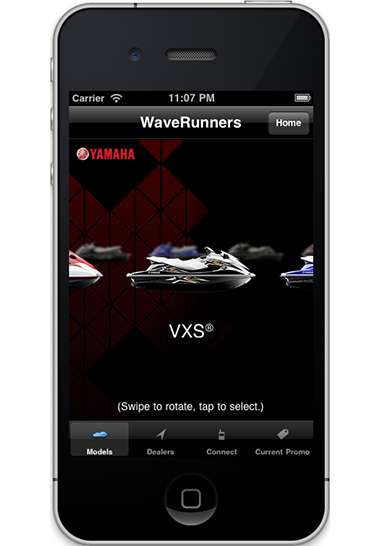 Carrier 11:07 PM
WaveRunners Home
YAMAHA
VXS®
(Swipe to rotate, tap to select.)
Models Dealers Connect Current Promo